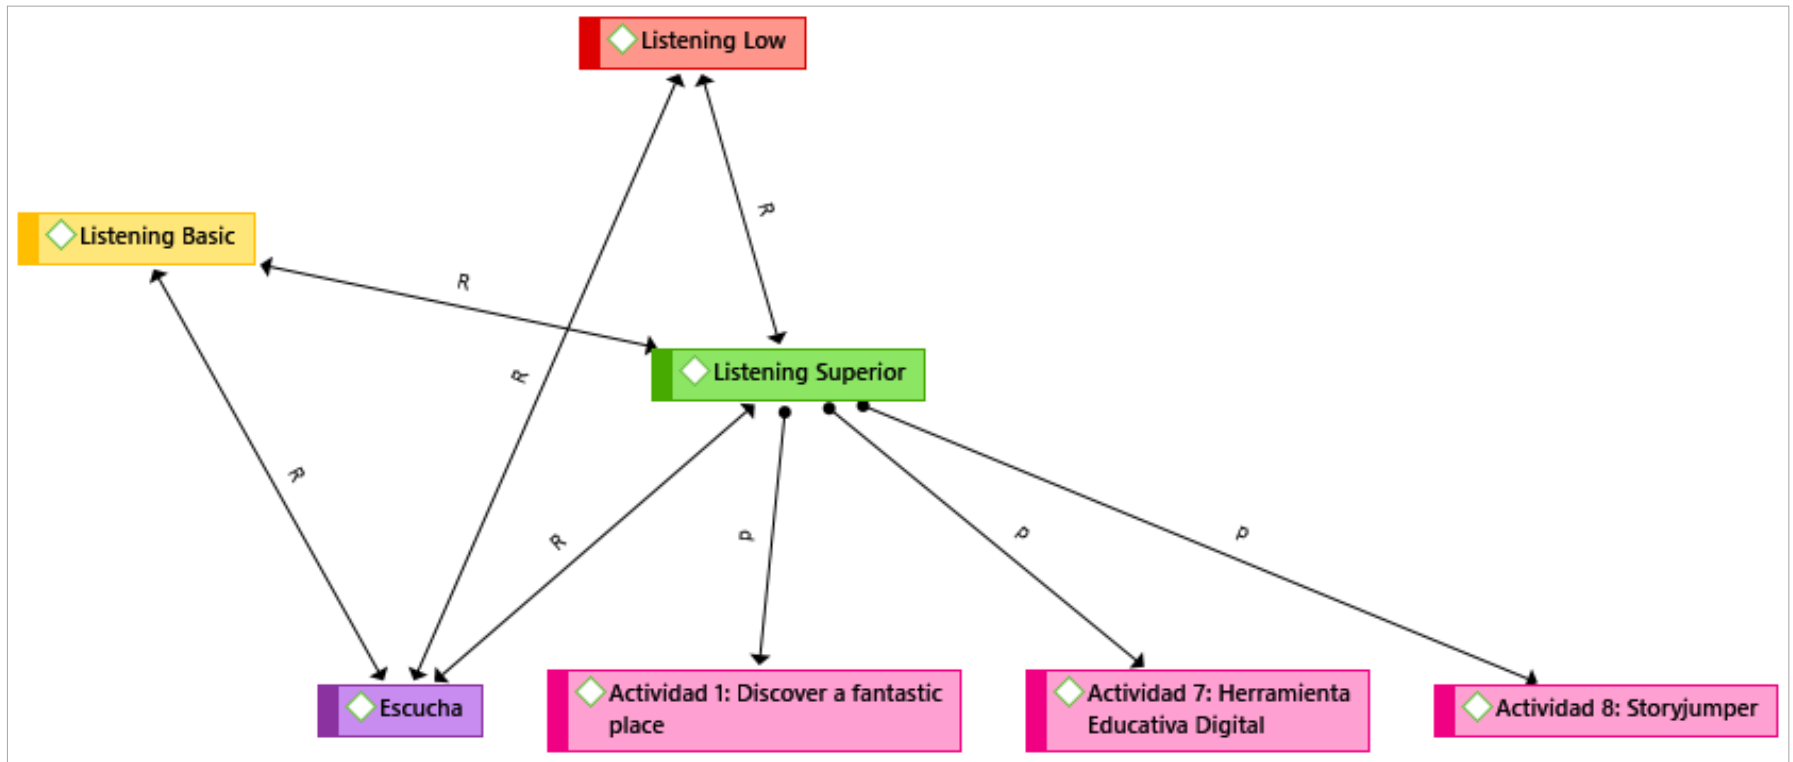 Listening Low
R
Listening Basic
R
R
Listening Superior
R
R
P
P
P
Escucha
Actividad 1: Discover a fantastic
place
Actividad 7: Herramienta
Educativa Digital
Actividad 8: Storyjumper